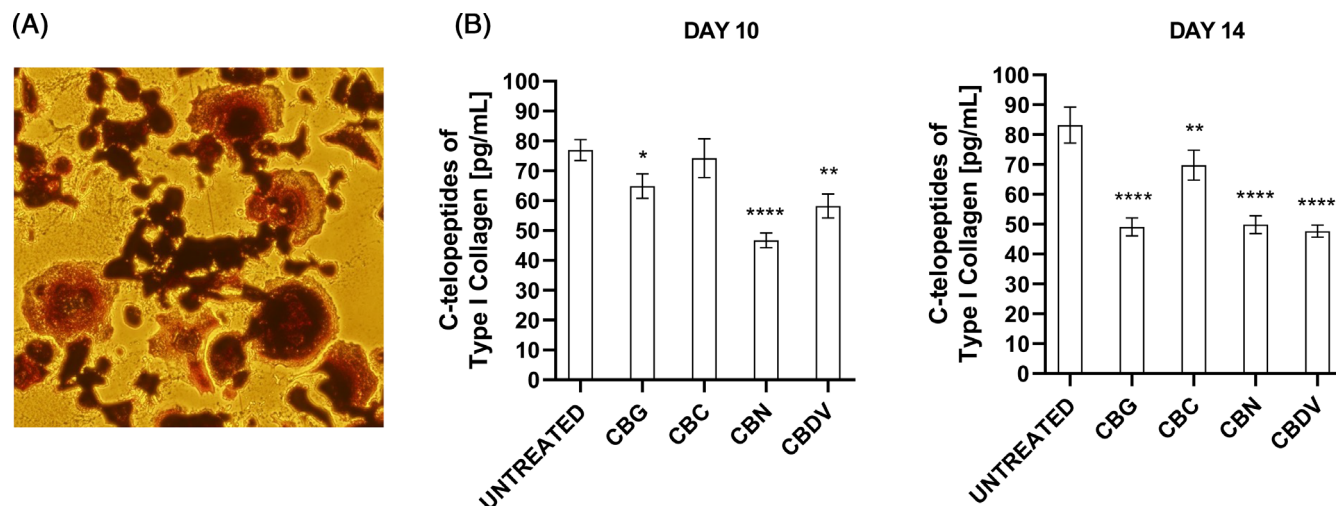 (A)
(B)
DAY 10
C-telopeptides of
Type I Collagen [pg/mL]
100
90
80
70
60
50
40
30
20
10
0
*
****
**
UNTREATED
CBG
CBC
CBN
CBDV
DAY 14
C-telopeptides of
Type I Collagen [pg/mL]
100
90
80
70
60
50
40
30
20
10
0
****
**
****
****
UNTREATED
CBG
CBC
CBN
CBDV